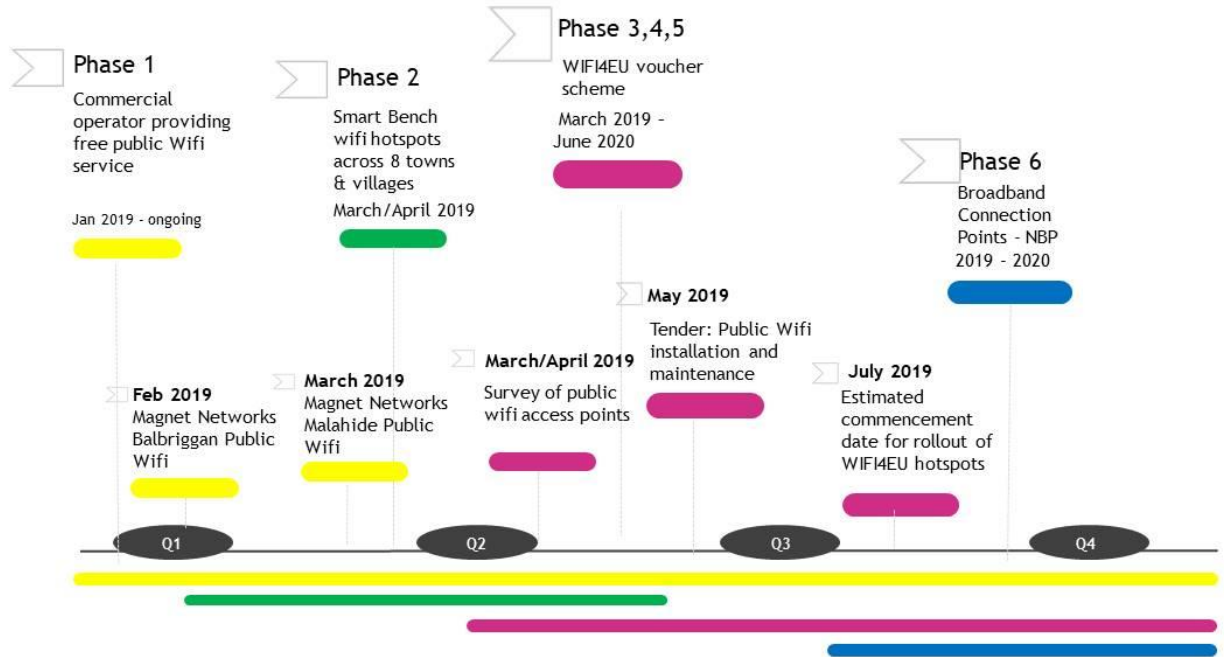 Phase 1
Commercial
operator providing
free public Wifi
service
Jan 2019 - ongoing
Phase 2
Smart Bench
wifi hotspots
across 8 towns
& villages
March/April 2019
Phase 3,4,5
WIFI4EU voucher
scheme
March 2019 –
June 2020
Phase 6
Broadband
Connection
Points - NBP
2019 - 2020
Feb 2019
Magnet Networks
Balbriggan Public
Wifi
March 2019
Magnet Networks
Malahide Public
Wifi
March/April 2019
Survey of public
wifi access points
May 2019
Tender: Public Wifi
installation and
maintenance
July 2019
Estimated
commencement
date for rollout of
WIFI4EU hotspots
Q1
Q2
Q3
Q4